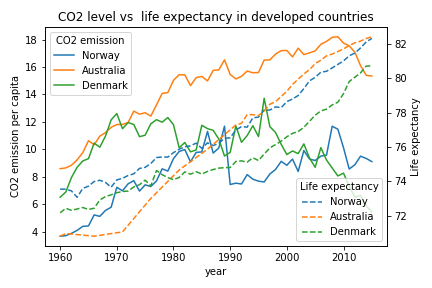 CO2 level vs life expectancy in developed countries
CO2 emission per capita
18
16
14
12
10
8
6
4
CO2 emission
Norway
Australia
Denmark
Life expectancy
Norway
Australia
Denmark
82
80
78
76
74
72
Life expectancy
1960
1970
1980
1990
2000
2010
year